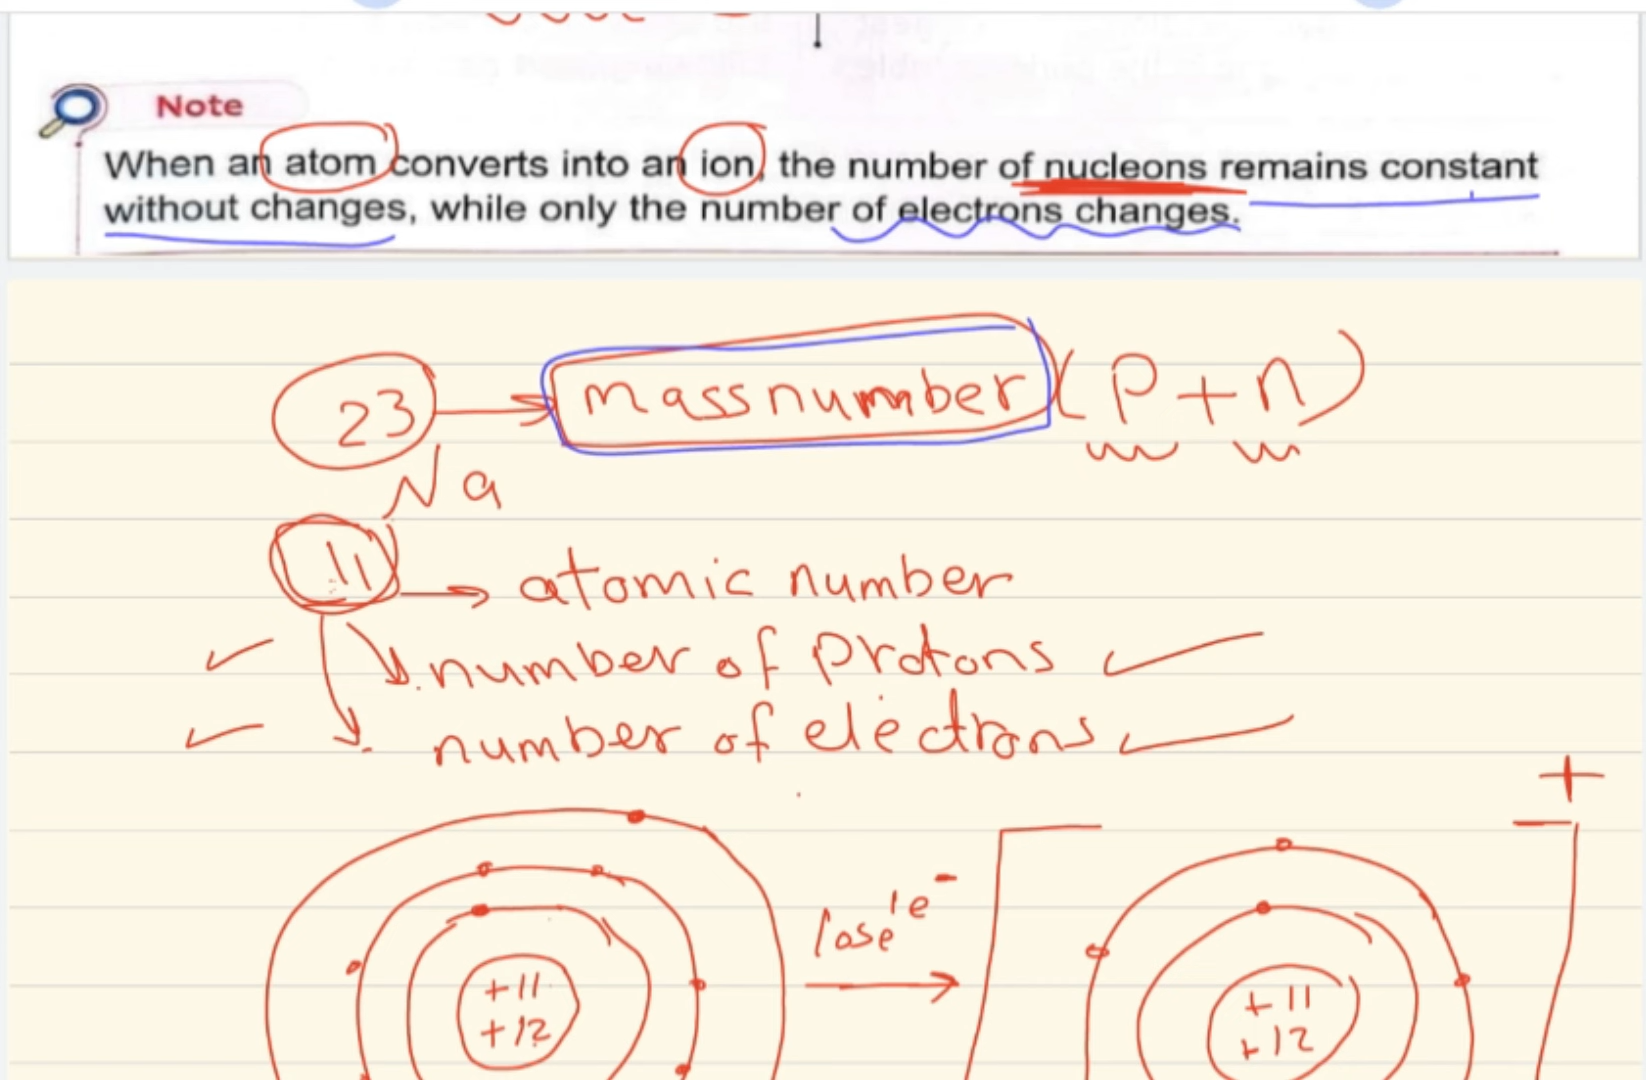 Note
When an atom converts into an ion, the number of nucleons remains constant
without changes, while only the number of electrons changes.
23 → mass number (P + n)
Na
11 → atomic number
number of protons
number of electrons
+
lose 1e-
+11
+12
+11
+12